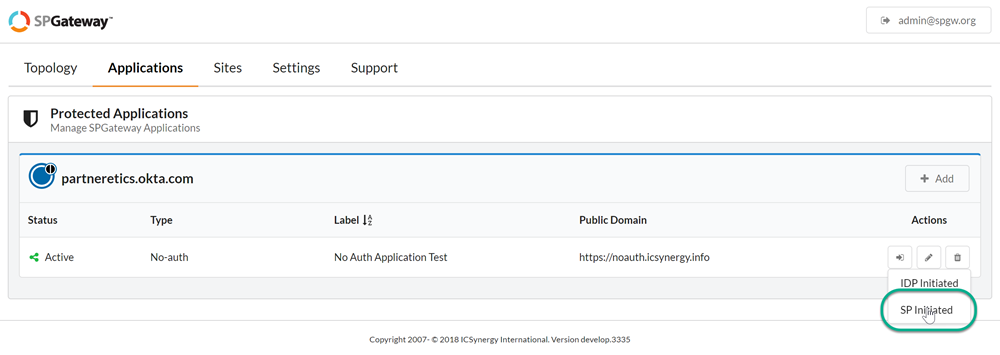 SPGateway™
admin@spgw.org
Topology Applications Sites Settings Support
Protected Applications
Manage SPGateway Applications
partneretics.okta.com
Add
Status Type Label Public Domain Actions
Active No-auth No Auth Application Test https://noauth.icsynergy.info
IDP Initiated
SP Initiated
Copyright 2007- © 2018 ICSynergy International. Version develop.3335